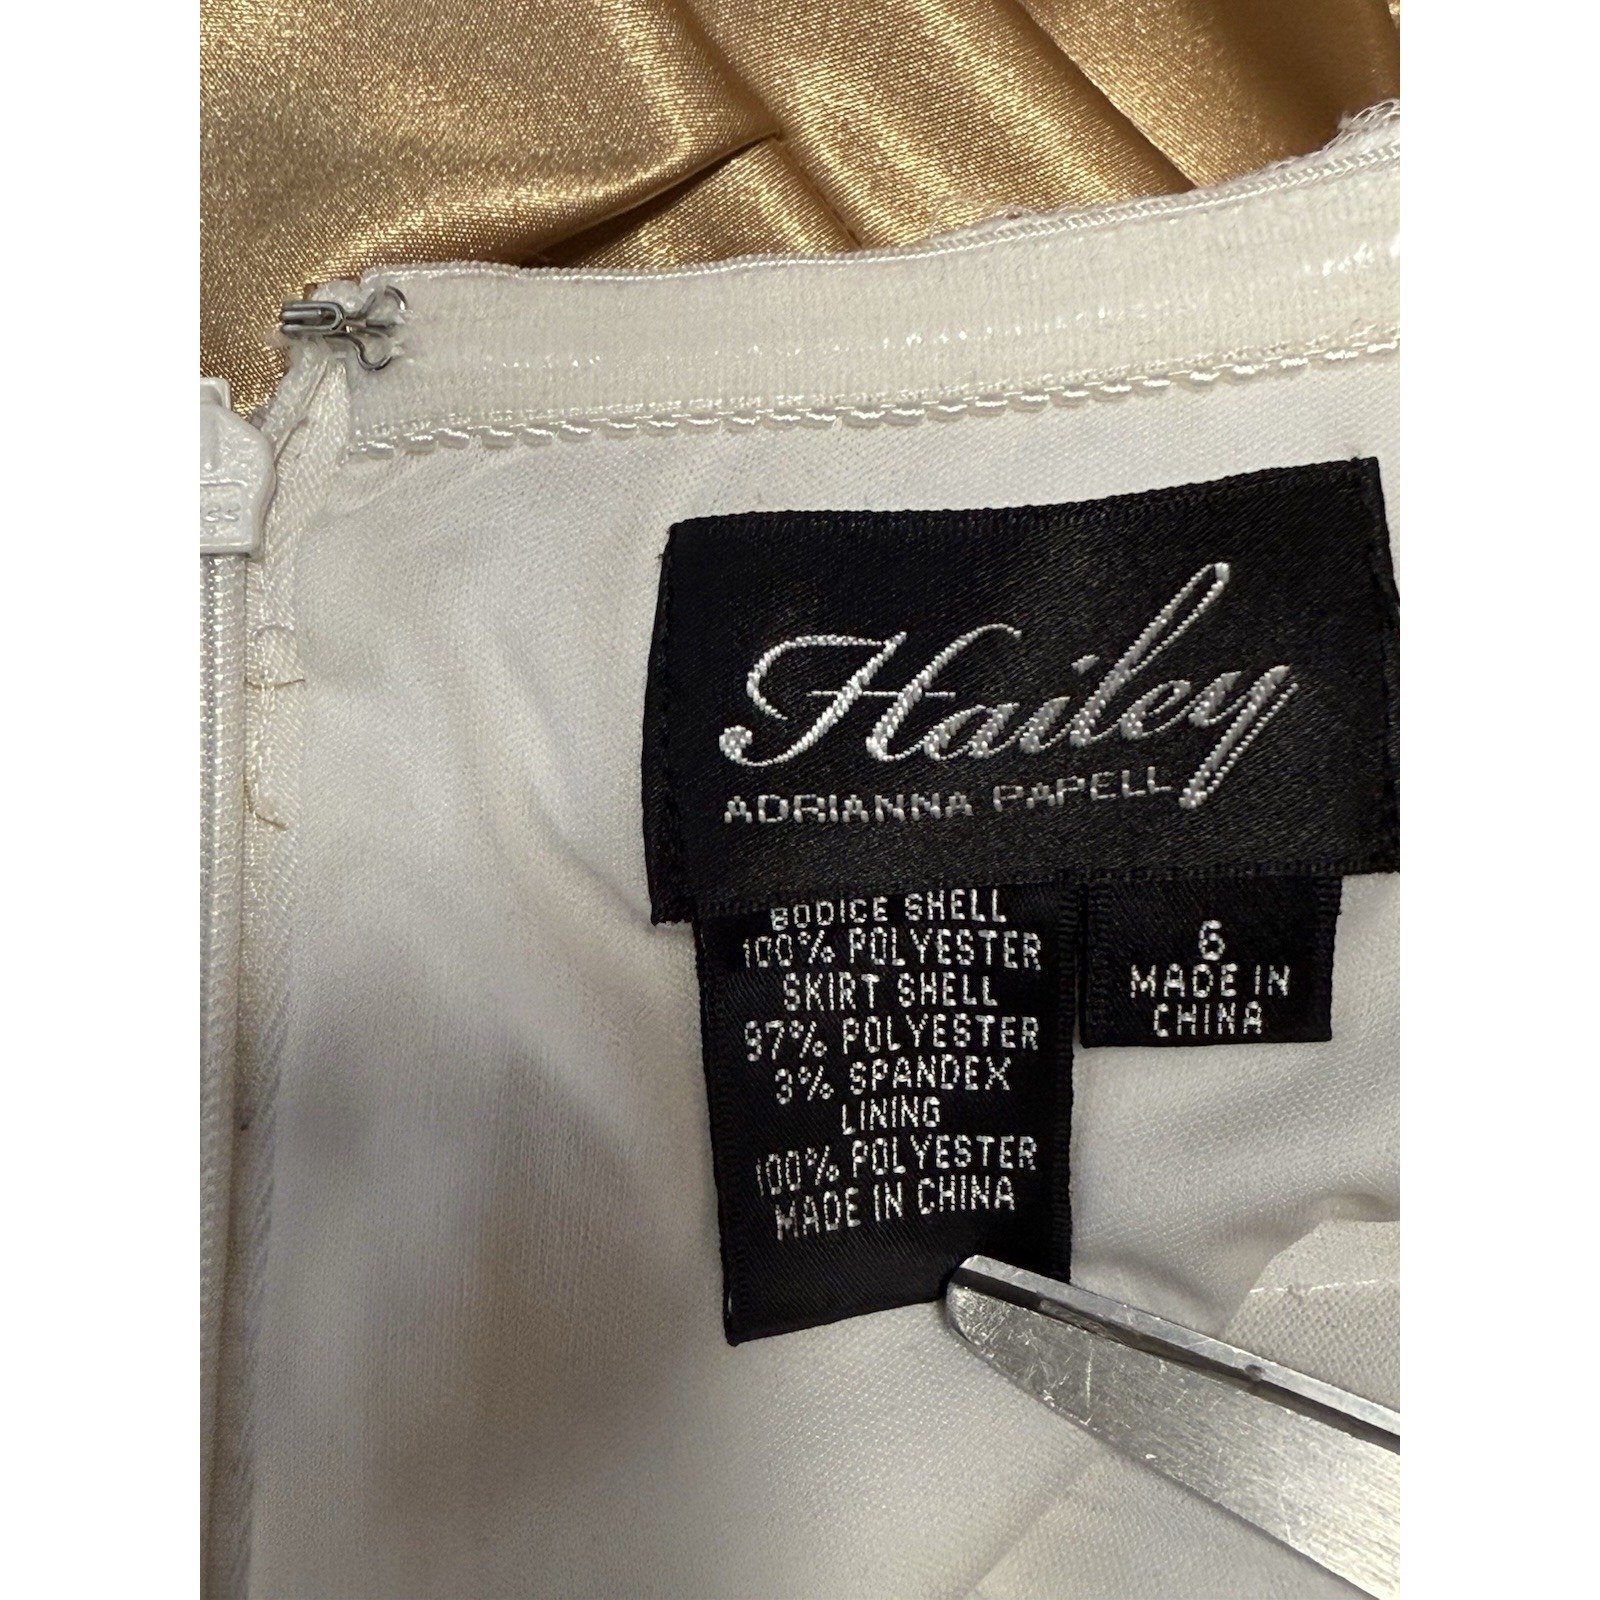 Hailey
ADRIANNA PAPELL
BODICE SHELL
100% POLYESTER
SKIRT SHELL
97% POLYESTER
3% SPANDEX
LINING
100% POLYESTER
MADE IN CHINA
6
MADE IN
CHINA